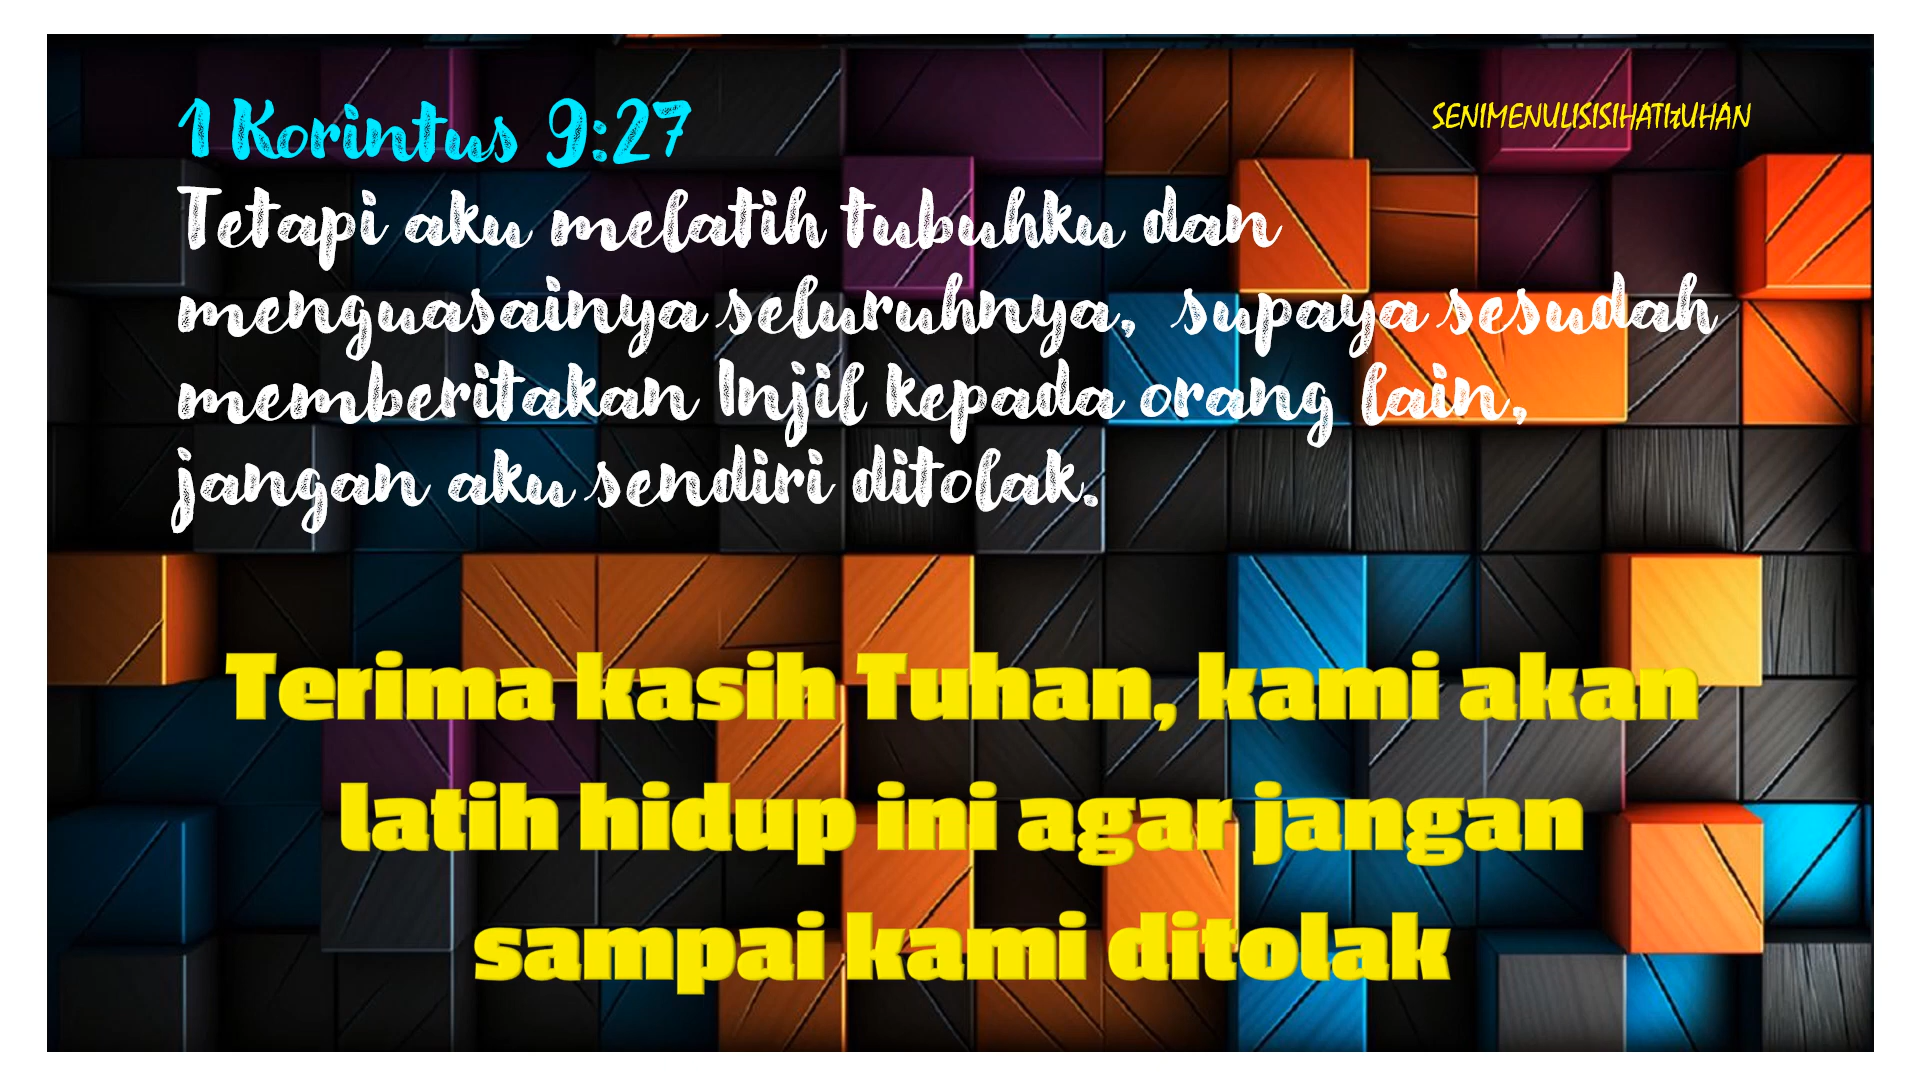 1 Korintus 9:27
SENIMENULISISIHATITUHAN
Tetapi aku melatih tubuhku dan
menguasainya seluruhnya, supaya sesudah
memberitakan Injil kepada orang lain,
jangan aku sendiri ditolak.
Terima kasih Tuhan, kami akan
latih hidup ini agar jangan
sampai kami ditolak